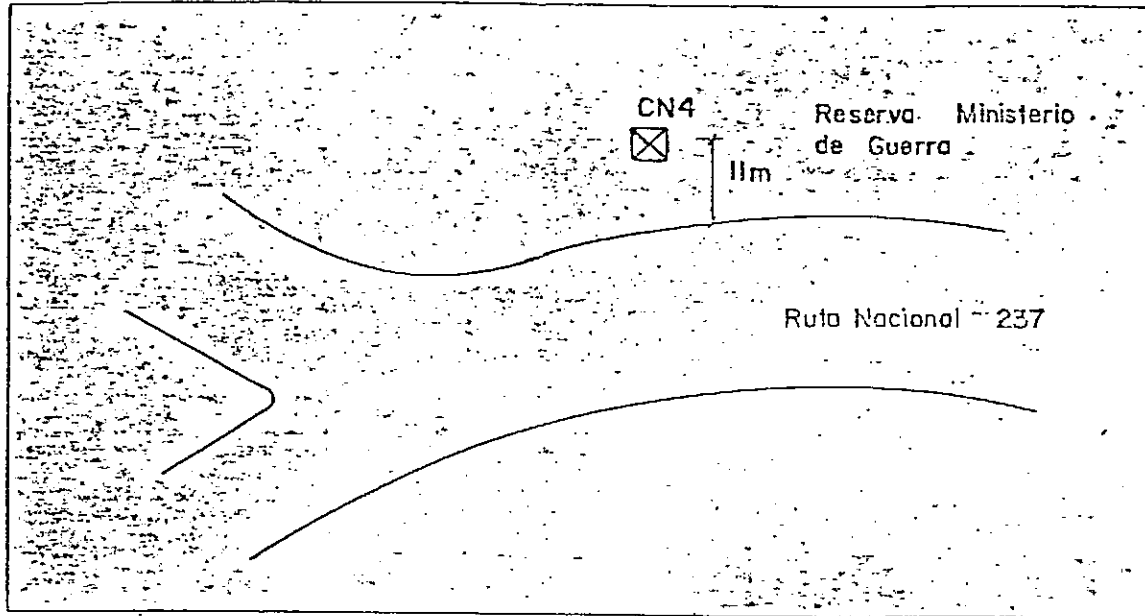 CN4
Reserva Ministerio
de Guerra
11m
Ruta Nacional 237